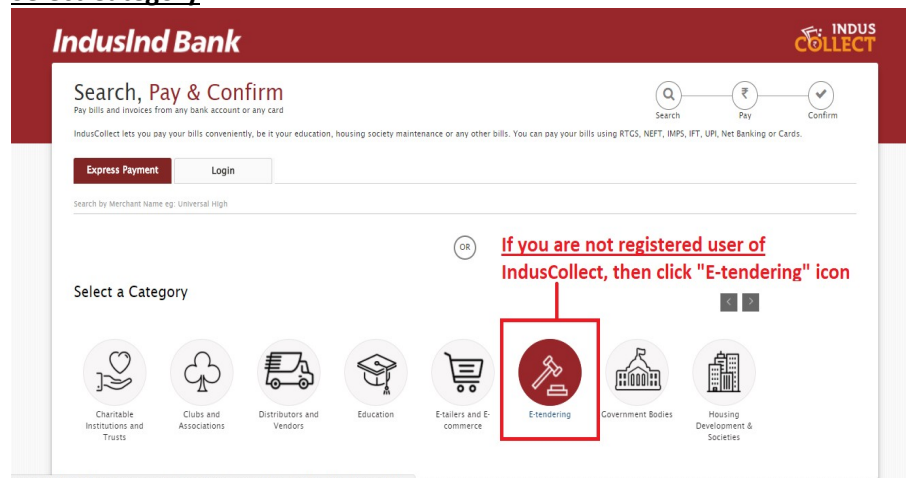 IndusInd Bank
INDUS
COLLECT
Search, Pay & Confirm
Pay bills and invoices from any bank account or any card
Search
Pay
Confirm
IndusCollect lets you pay your bills conveniently, be it your education, housing society maintenance or any other bills. You can pay your bills using RTGS, NEFT, IMPS, IFT, UPI, Net Banking or Cards.
Express Payment
Login
Search by Merchant Name eg: Universal High
OR
If you are not registered user of
IndusCollect, then click "E-tendering" icon
Select a Category
< >
Charitable
Institutions and
Trusts
Clubs and
Associations
Distributors and
Vendors
Education
E-tailers and E-
commerce
E-tendering
Government Bodies
Housing
Development &
Societies